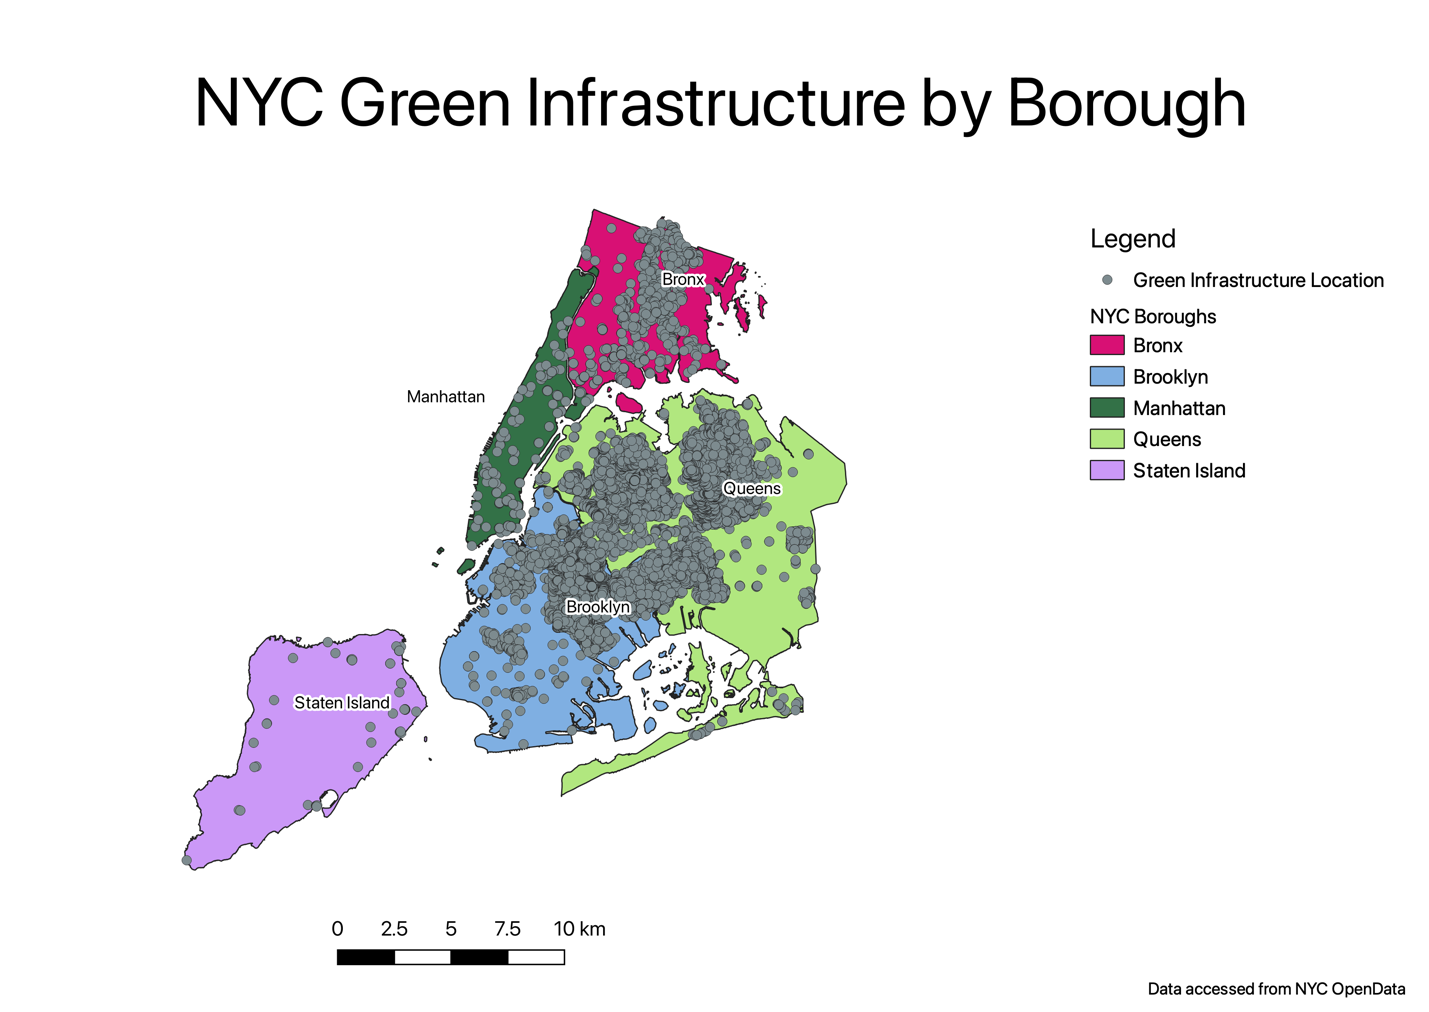 NYC Green Infrastructure by Borough
Legend
Green Infrastructure Location
NYC Boroughs
Bronx
Brooklyn
Manhattan
Queens
Staten Island
Bronx
Manhattan
Queens
Brooklyn
Staten Island
0 2.5 5 7.5 10 km
Data accessed from NYC OpenData